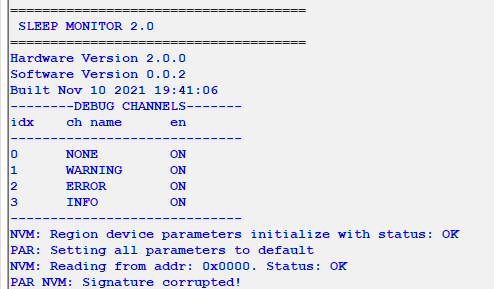 =====================================
 SLEEP MONITOR 2.0
=====================================
Hardware Version 2.0.0
Software Version 0.0.2
Built Nov 10 2021 19:41:06
--------DEBUG CHANNELS-------
idx    ch name      en
-----------------------------
0      NONE         ON
1      WARNING      ON
2      ERROR        ON
3      INFO         ON
-----------------------------
NVM: Region device parameters initialize with status: OK
PAR: Setting all parameters to default
NVM: Reading from addr: 0x0000. Status: OK
PAR NVM: Signature corrupted!